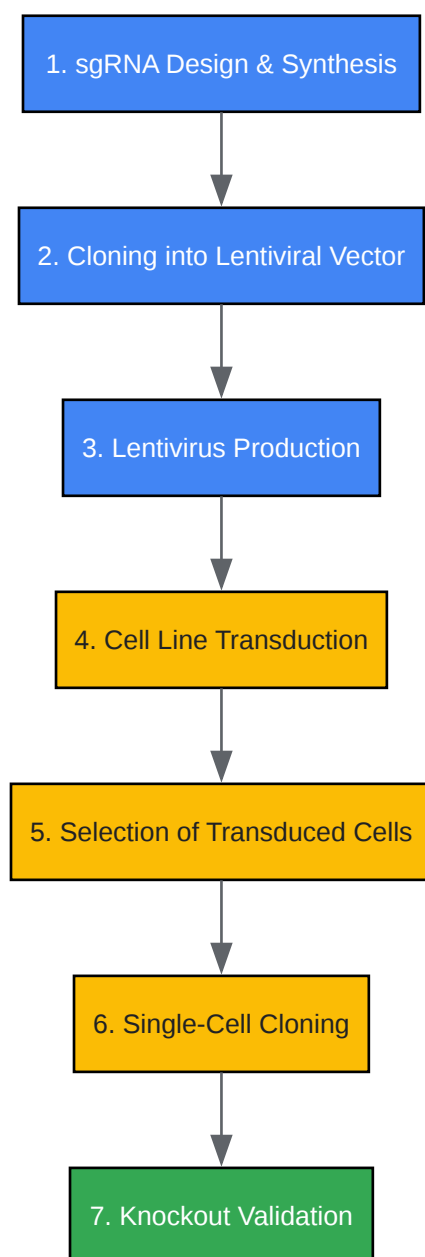 1. sgRNA Design & Synthesis
2. Cloning into Lentiviral Vector
3. Lentivirus Production
4. Cell Line Transduction
5. Selection of Transduced Cells
6. Single-Cell Cloning
7. Knockout Validation